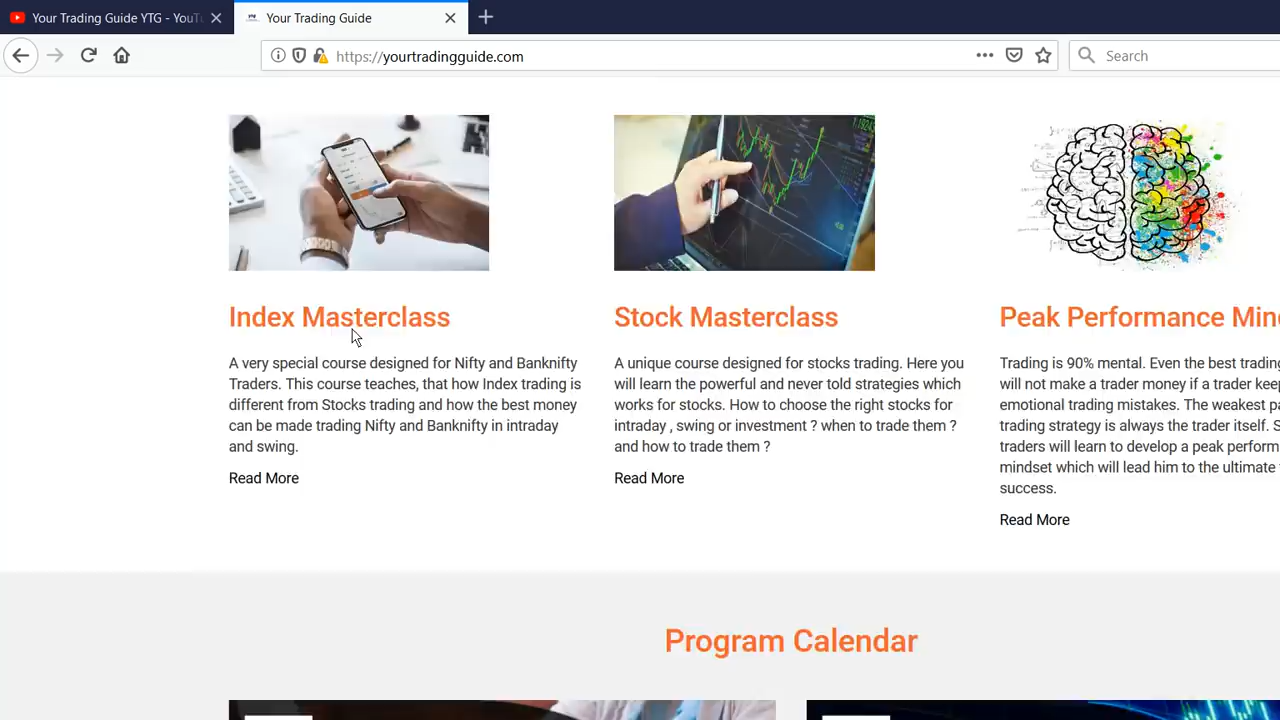 Your Trading Guide YTG - YouTu
Your Trading Guide
https://yourtradingguide.com
Search
Index Masterclass
A very special course designed for Nifty and Banknifty
Traders. This course teaches, that how Index trading is
different from Stocks trading and how the best money
can be made trading Nifty and Banknifty in intraday
and swing.
Read More
Stock Masterclass
A unique course designed for stocks trading. Here you
will learn the powerful and never told strategies which
works for stocks. How to choose the right stocks for
intraday , swing or investment ? when to trade them ?
and how to trade them ?
Read More
Peak Performance Min
Trading is 90% mental. Even the best trading
will not make a trader money if a trader keep
emotional trading mistakes. The weakest pa
trading strategy is always the trader itself. S
traders will learn to develop a peak perform
mindset which will lead him to the ultimate
success.
Read More
Program Calendar